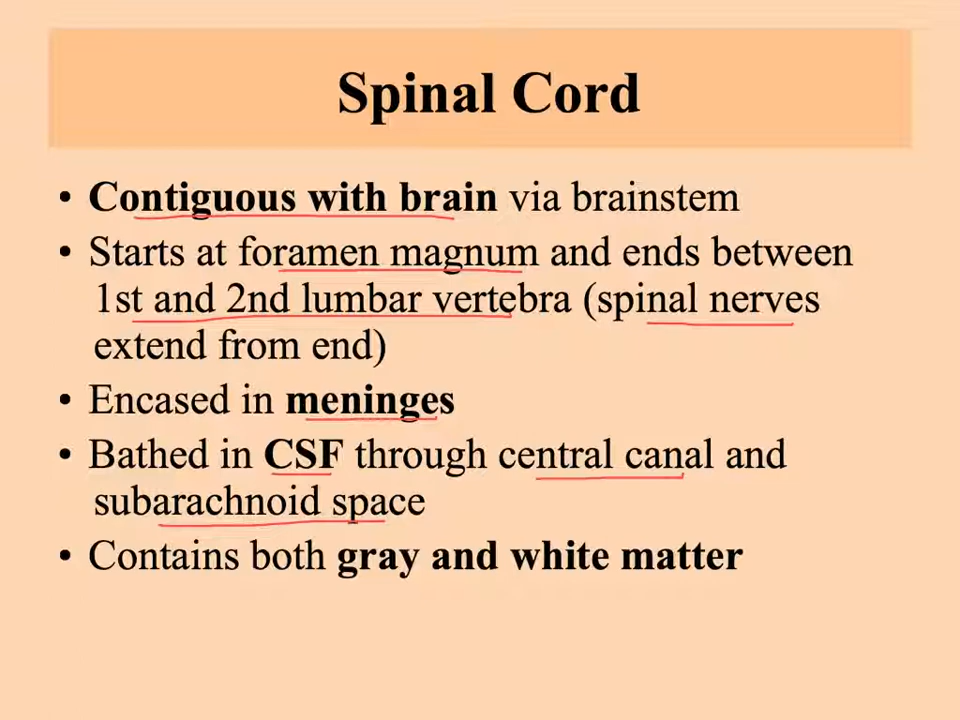 Spinal Cord
• Contiguous with brain via brainstem
• Starts at foramen magnum and ends between
1st and 2nd lumbar vertebra (spinal nerves
extend from end)
• Encased in meninges
• Bathed in CSF through central canal and
subarachnoid space
• Contains both gray and white matter